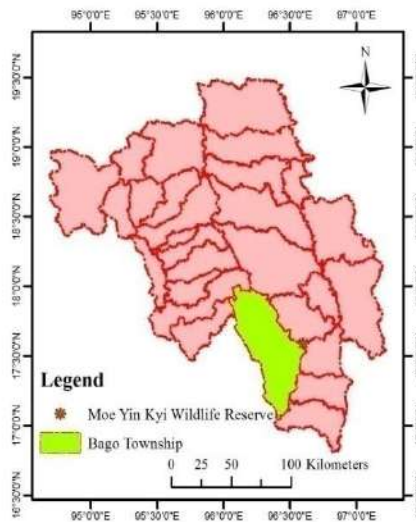 95°0'0"E 95°30'0"E 96°0'0"E 96°30'0"E 97°0'0"E
N
19°30'0"N
19°0'0"N
18°30'0"N
18°0'0"N
17°30'0"N
17°0'0"N
16°30'0"N
Legend
Moe Yin Kyi Wildlife Reserve
Bago Township
0 25 50 100 Kilometers
95°0'0"E 95°30'0"E 96°0'0"E 96°30'0"E 97°0'0"E